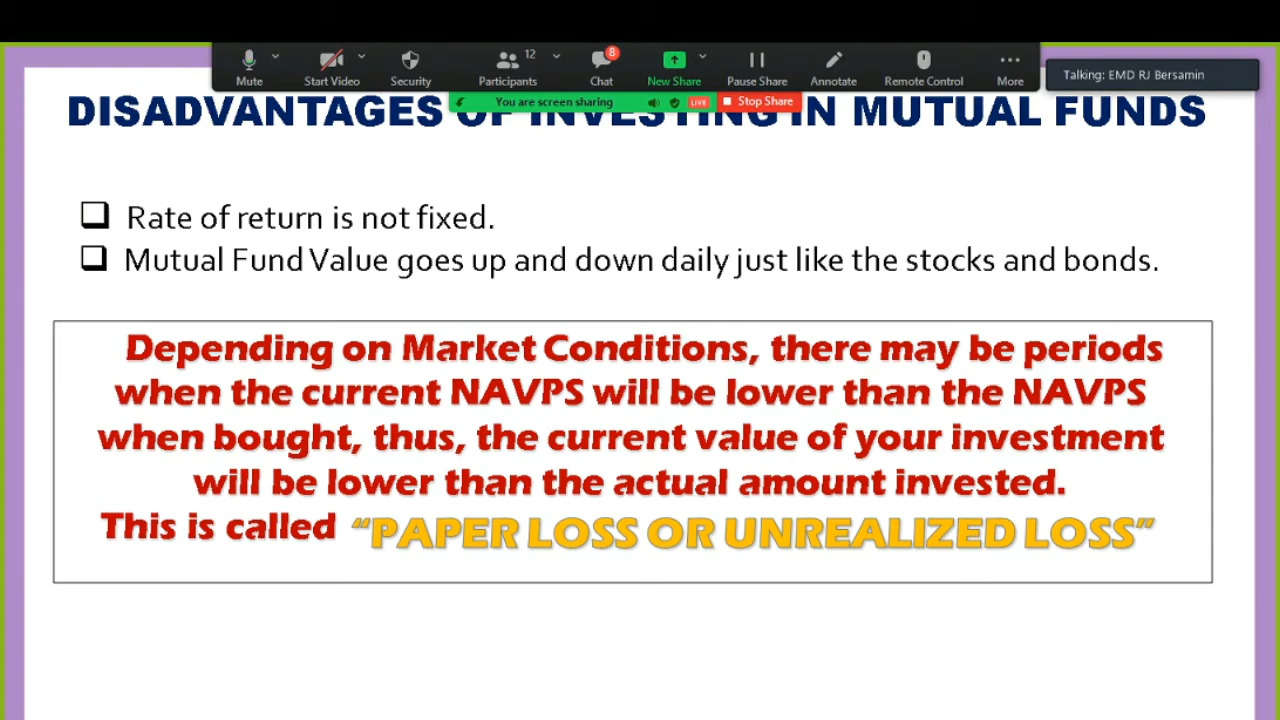 12
8
Mute
Start Video
Security
Participants
Chat
New Share
Pause Share
Annotate
Remote Control
More
Talking: EMD RJ Bersamin
You are screen sharing
LIVE
Stop Share
DISADVANTAGES OF INVESTING IN MUTUAL FUNDS
Rate of return is not fixed.
Mutual Fund Value goes up and down daily just like the stocks and bonds.
Depending on Market Conditions, there may be periods
when the current NAVPS will be lower than the NAVPS
when bought, thus, the current value of your investment
will be lower than the actual amount invested.
This is called “PAPER LOSS OR UNREALIZED LOSS”